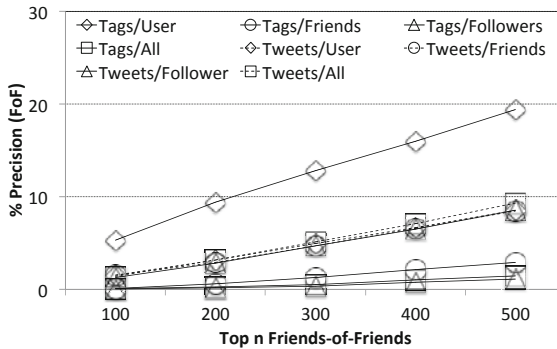 30
20
10
0
% Precision (FoF)
Tags/User
Tags/Friends
Tags/Followers
Tags/All
Tweets/User
Tweets/Friends
Tweets/Follower
Tweets/All
100 200 300 400 500
Top n Friends-of-Friends